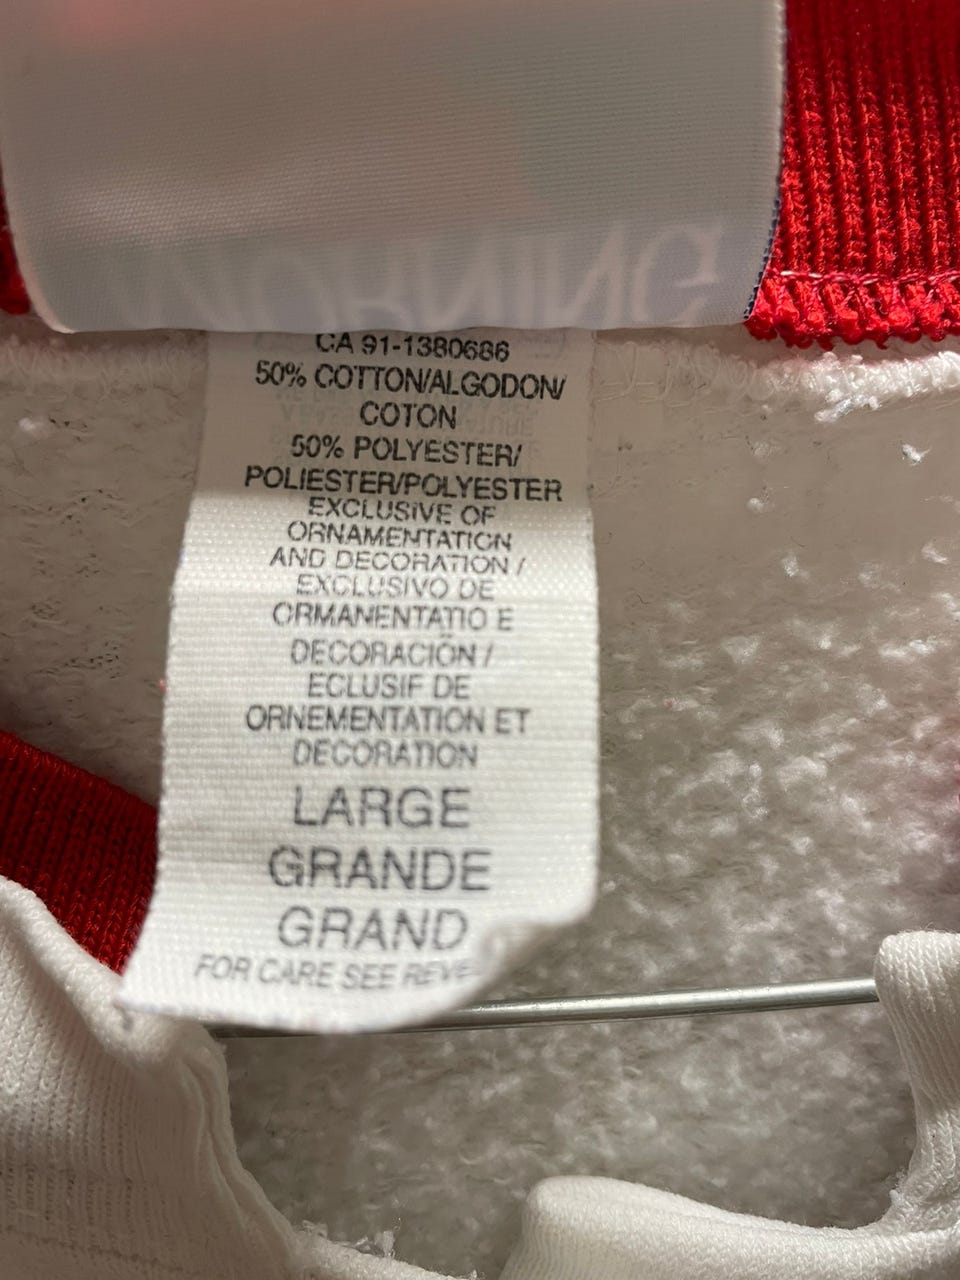 MORNING
CA 91-1380686
50% COTTON/ALGODON/
COTON
50% POLYESTER/
POLIESTER/POLYESTER
EXCLUSIVE OF
ORNAMENTATION
AND DECORATION /
EXCLUSIVO DE
ORMANENTATIO E
DECORACIÓN /
ECLUSIF DE
ORNEMENTATION ET
DECORATION
LARGE
GRANDE
GRAND
FOR CARE SEE